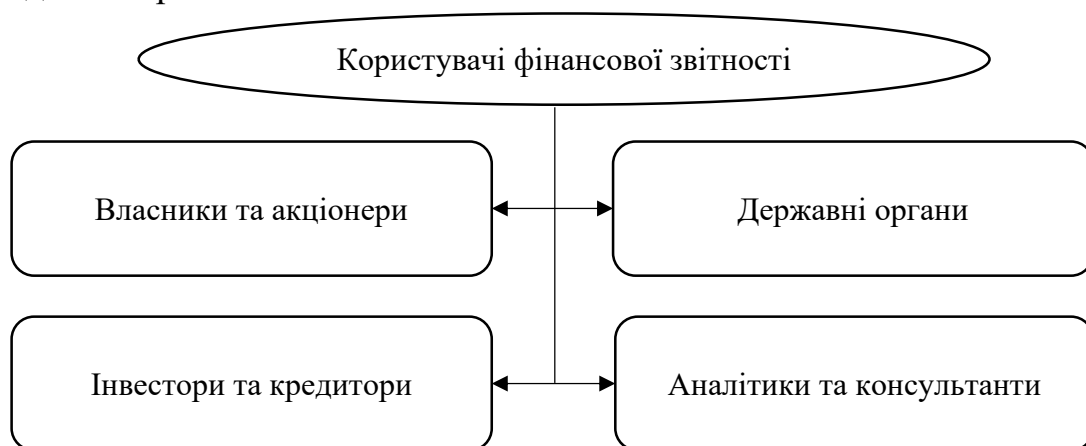 Користувачі фінансової звітності
Власники та акціонери
Державні органи
Інвестори та кредитори
Аналітики та консультанти